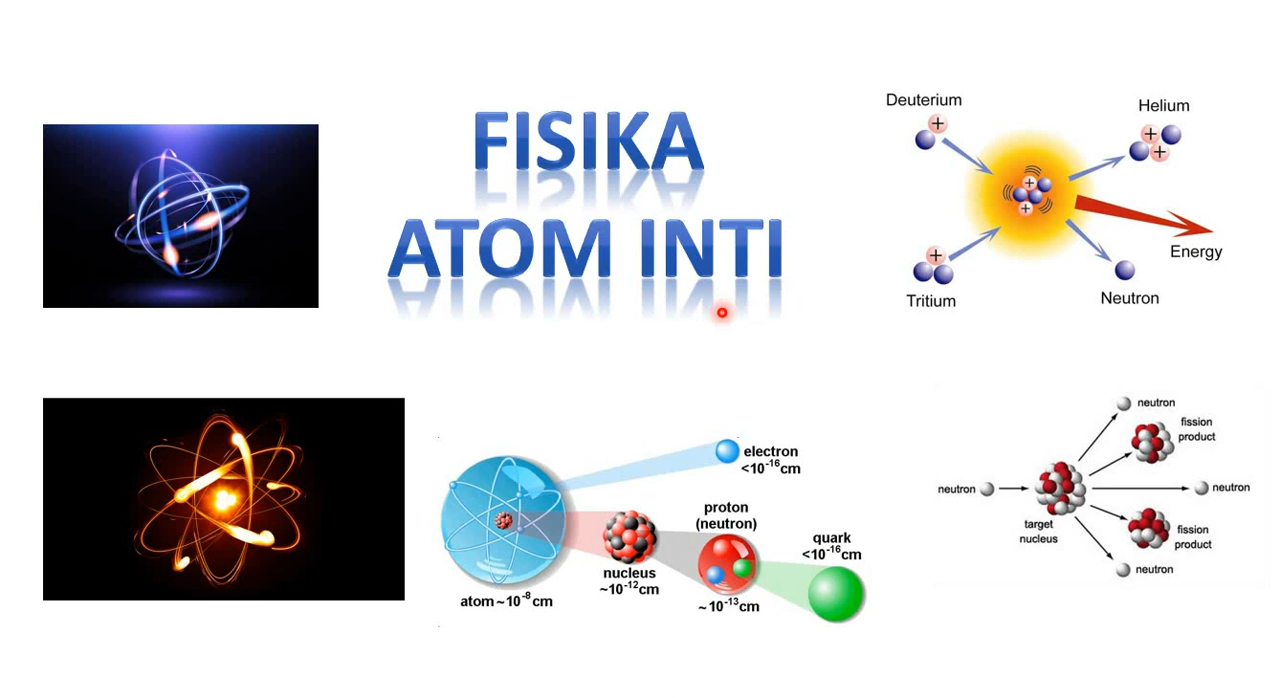 FISIKA
ATOM INTI
Deuterium
+
Helium
+
+
+
+
Energy
+
Tritium
Neutron
electron
<10⁻¹⁶cm
proton
(neutron)
quark
<10⁻¹⁶cm
nucleus
~10⁻¹²cm
atom~10⁻⁸cm
~10⁻¹³cm
neutron
fission
product
neutron
neutron
target
nucleus
fission
product
neutron